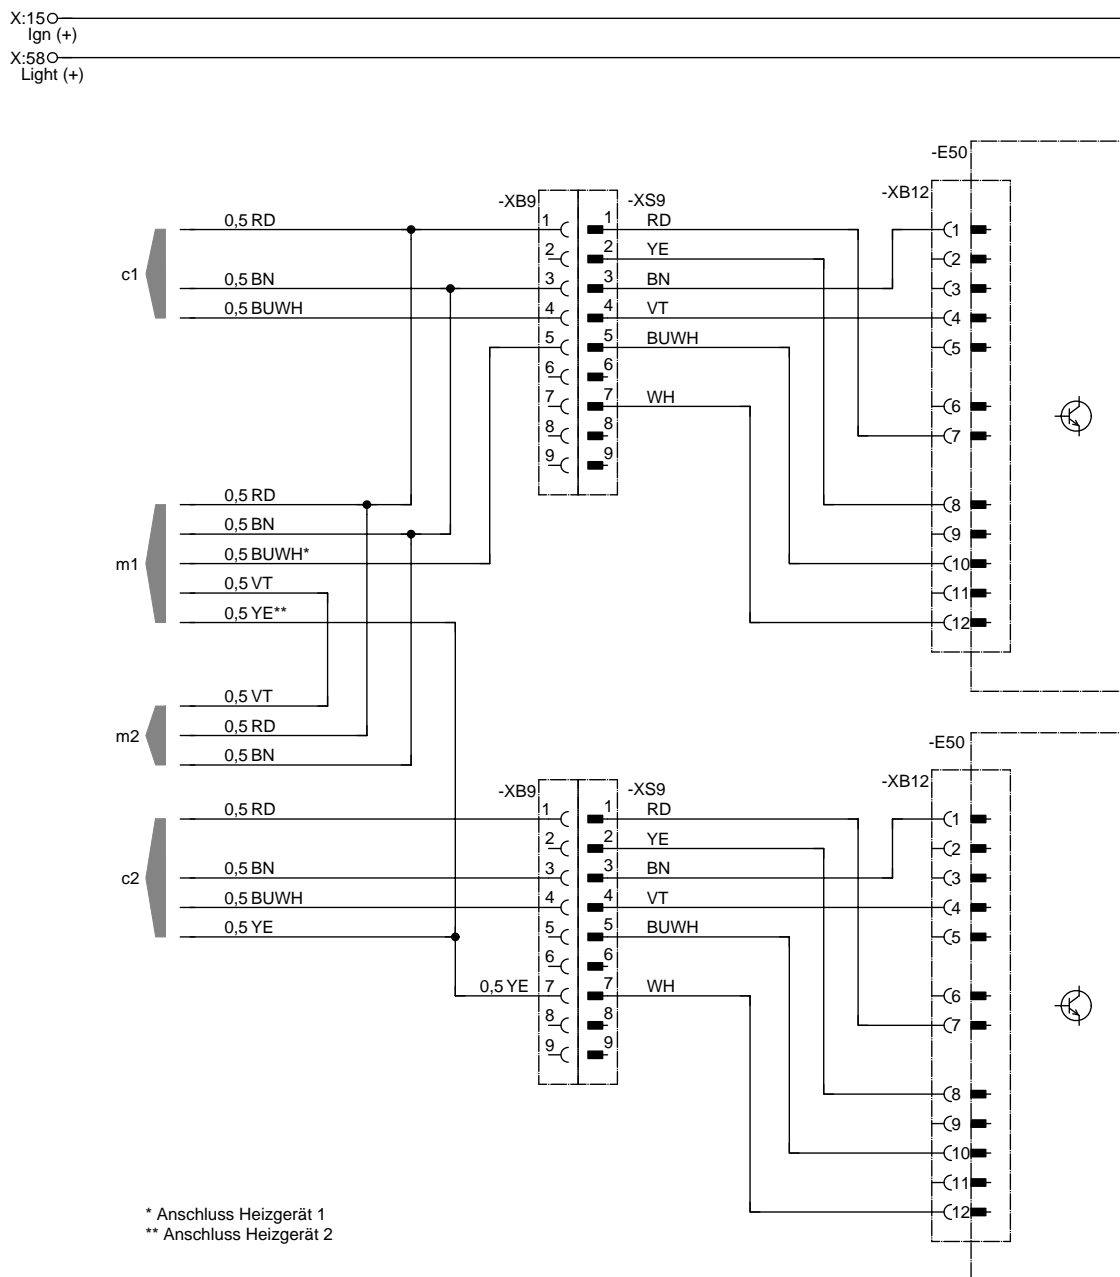 X:15
Ign (+)
X:58
Light (+)
-E50
-XB12
-XB9
-XS9
c1
0,5 RD
0,5 BN
0,5 BUWH
1
2
3
4
5
6
7
8
9
1
2
3
4
5
6
7
8
9
RD
YE
BN
VT
BUWH
WH
1
2
3
4
5
6
7
8
9
10
11
12
m1
0,5 RD
0,5 BN
0,5 BUWH*
0,5 VT
0,5 YE**
m2
0,5 VT
0,5 RD
0,5 BN
-E50
-XB12
-XB9
-XS9
c2
0,5 RD
0,5 BN
0,5 BUWH
0,5 YE
0,5 YE
1
2
3
4
5
6
7
8
9
1
2
3
4
5
6
7
8
9
RD
YE
BN
VT
BUWH
WH
1
2
3
4
5
6
7
8
9
10
11
12
* Anschluss Heizgerät 1
** Anschluss Heizgerät 2